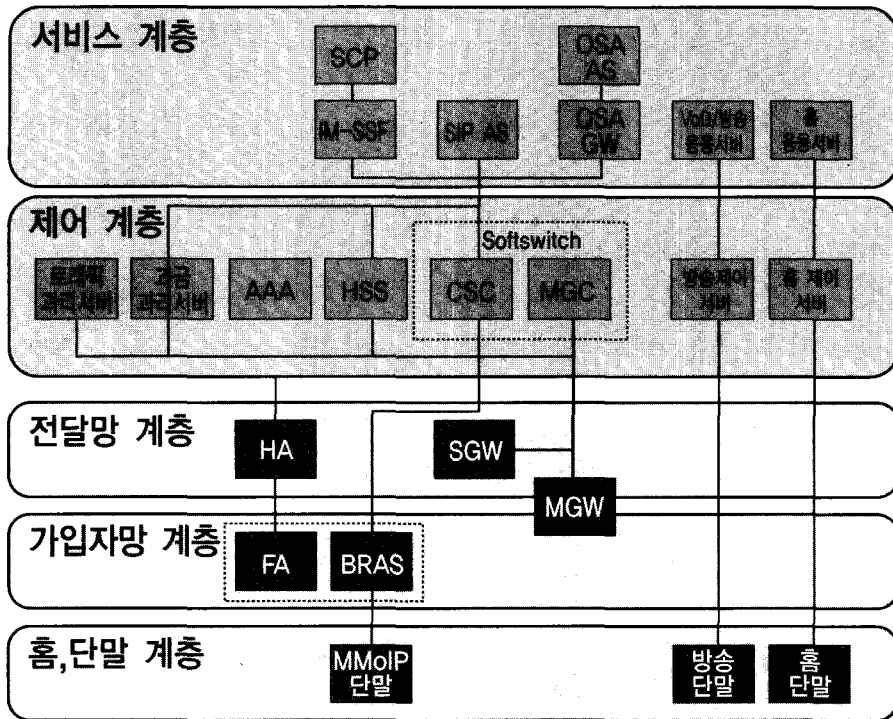 서비스 계층
SCP
OSA
AS
IM-SSF
SIP AS
OSA
GW
VoD/방송
응용서버
홈
응용서버
제어 계층
Softswitch
트래픽
관리서버
과금
관리서버
AAA
HSS
CSC
MGC
방송제어
서버
홈 제어
서버
전달망 계층
HA
SGW
MGW
가입자망 계층
FA
BRAS
홈,단말 계층
MMoIP
단말
방송
단말
홈
단말